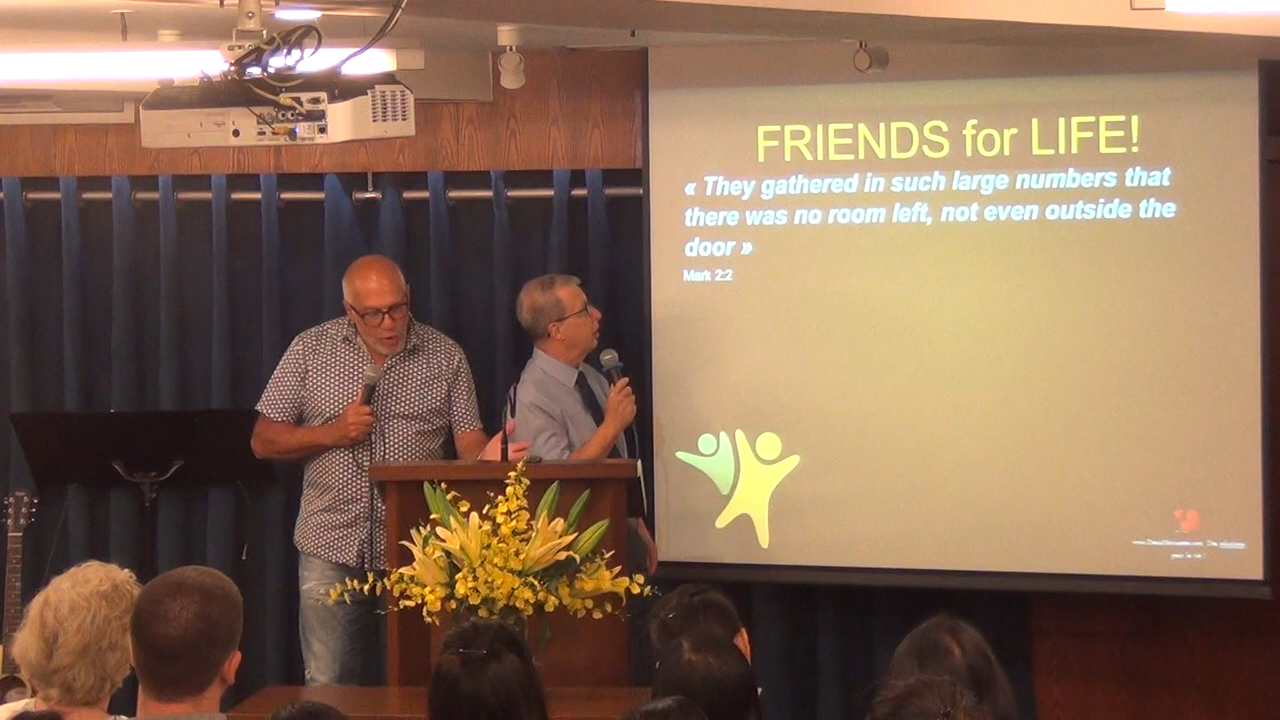 FRIENDS for LIFE!
« They gathered in such large numbers that
there was no room left, not even outside the
door »
Mark 2:2